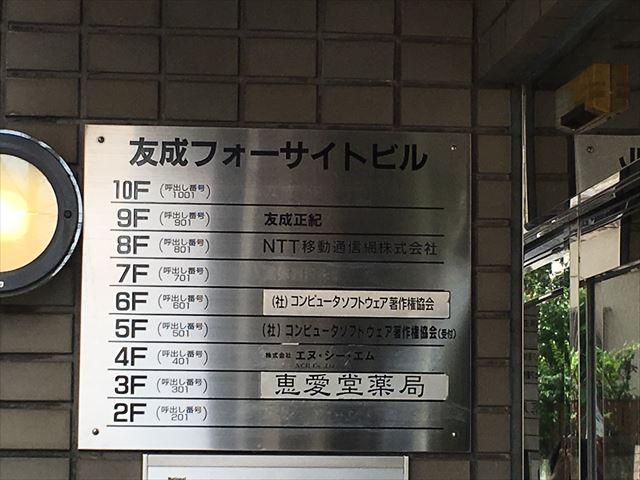 友成フォーサイトビル
10F (呼出し番号 1001)
9F (呼出し番号 901) 友成正紀
8F (呼出し番号 801) NTT移動通信網株式会社
7F (呼出し番号 701)
6F (呼出し番号 601) (社)コンピュータソフトウェア著作権協会
5F (呼出し番号 501) (社)コンピュータソフトウェア著作権協会(受付)
4F (呼出し番号 401) 株式会社 エヌ・シー・エム
3F (呼出し番号 301) 恵愛堂薬局
2F (呼出し番号 201)